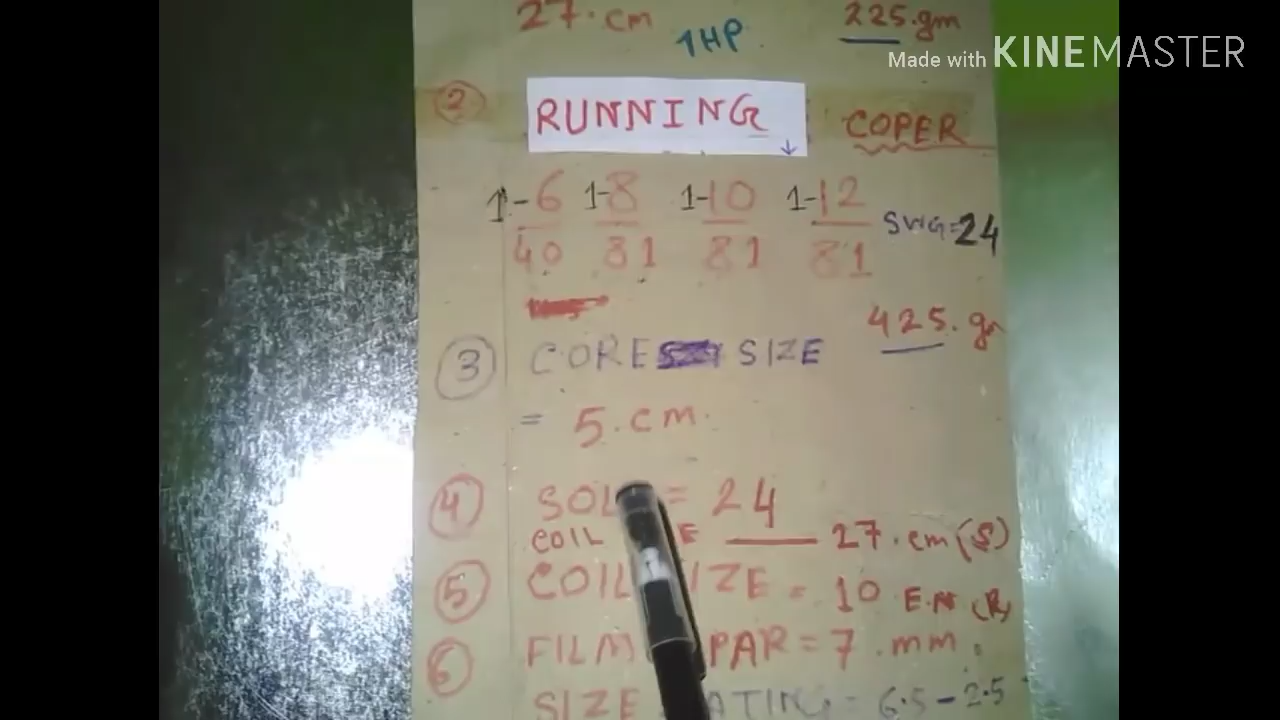 27.cm 1HP 225.gm
Made with KINEMASTER
2 RUNNING COPER
1-6 1-8 1-10 1-12
SWG=24
40 81 81 81
425.gm
3 CORE SIZE
= 5.cm.
4 = 24
COIL 27.cm (S)
5 COIL = 10 (R)
6 FILM PAR = 7.mm
SIZE = 6.5-2.5